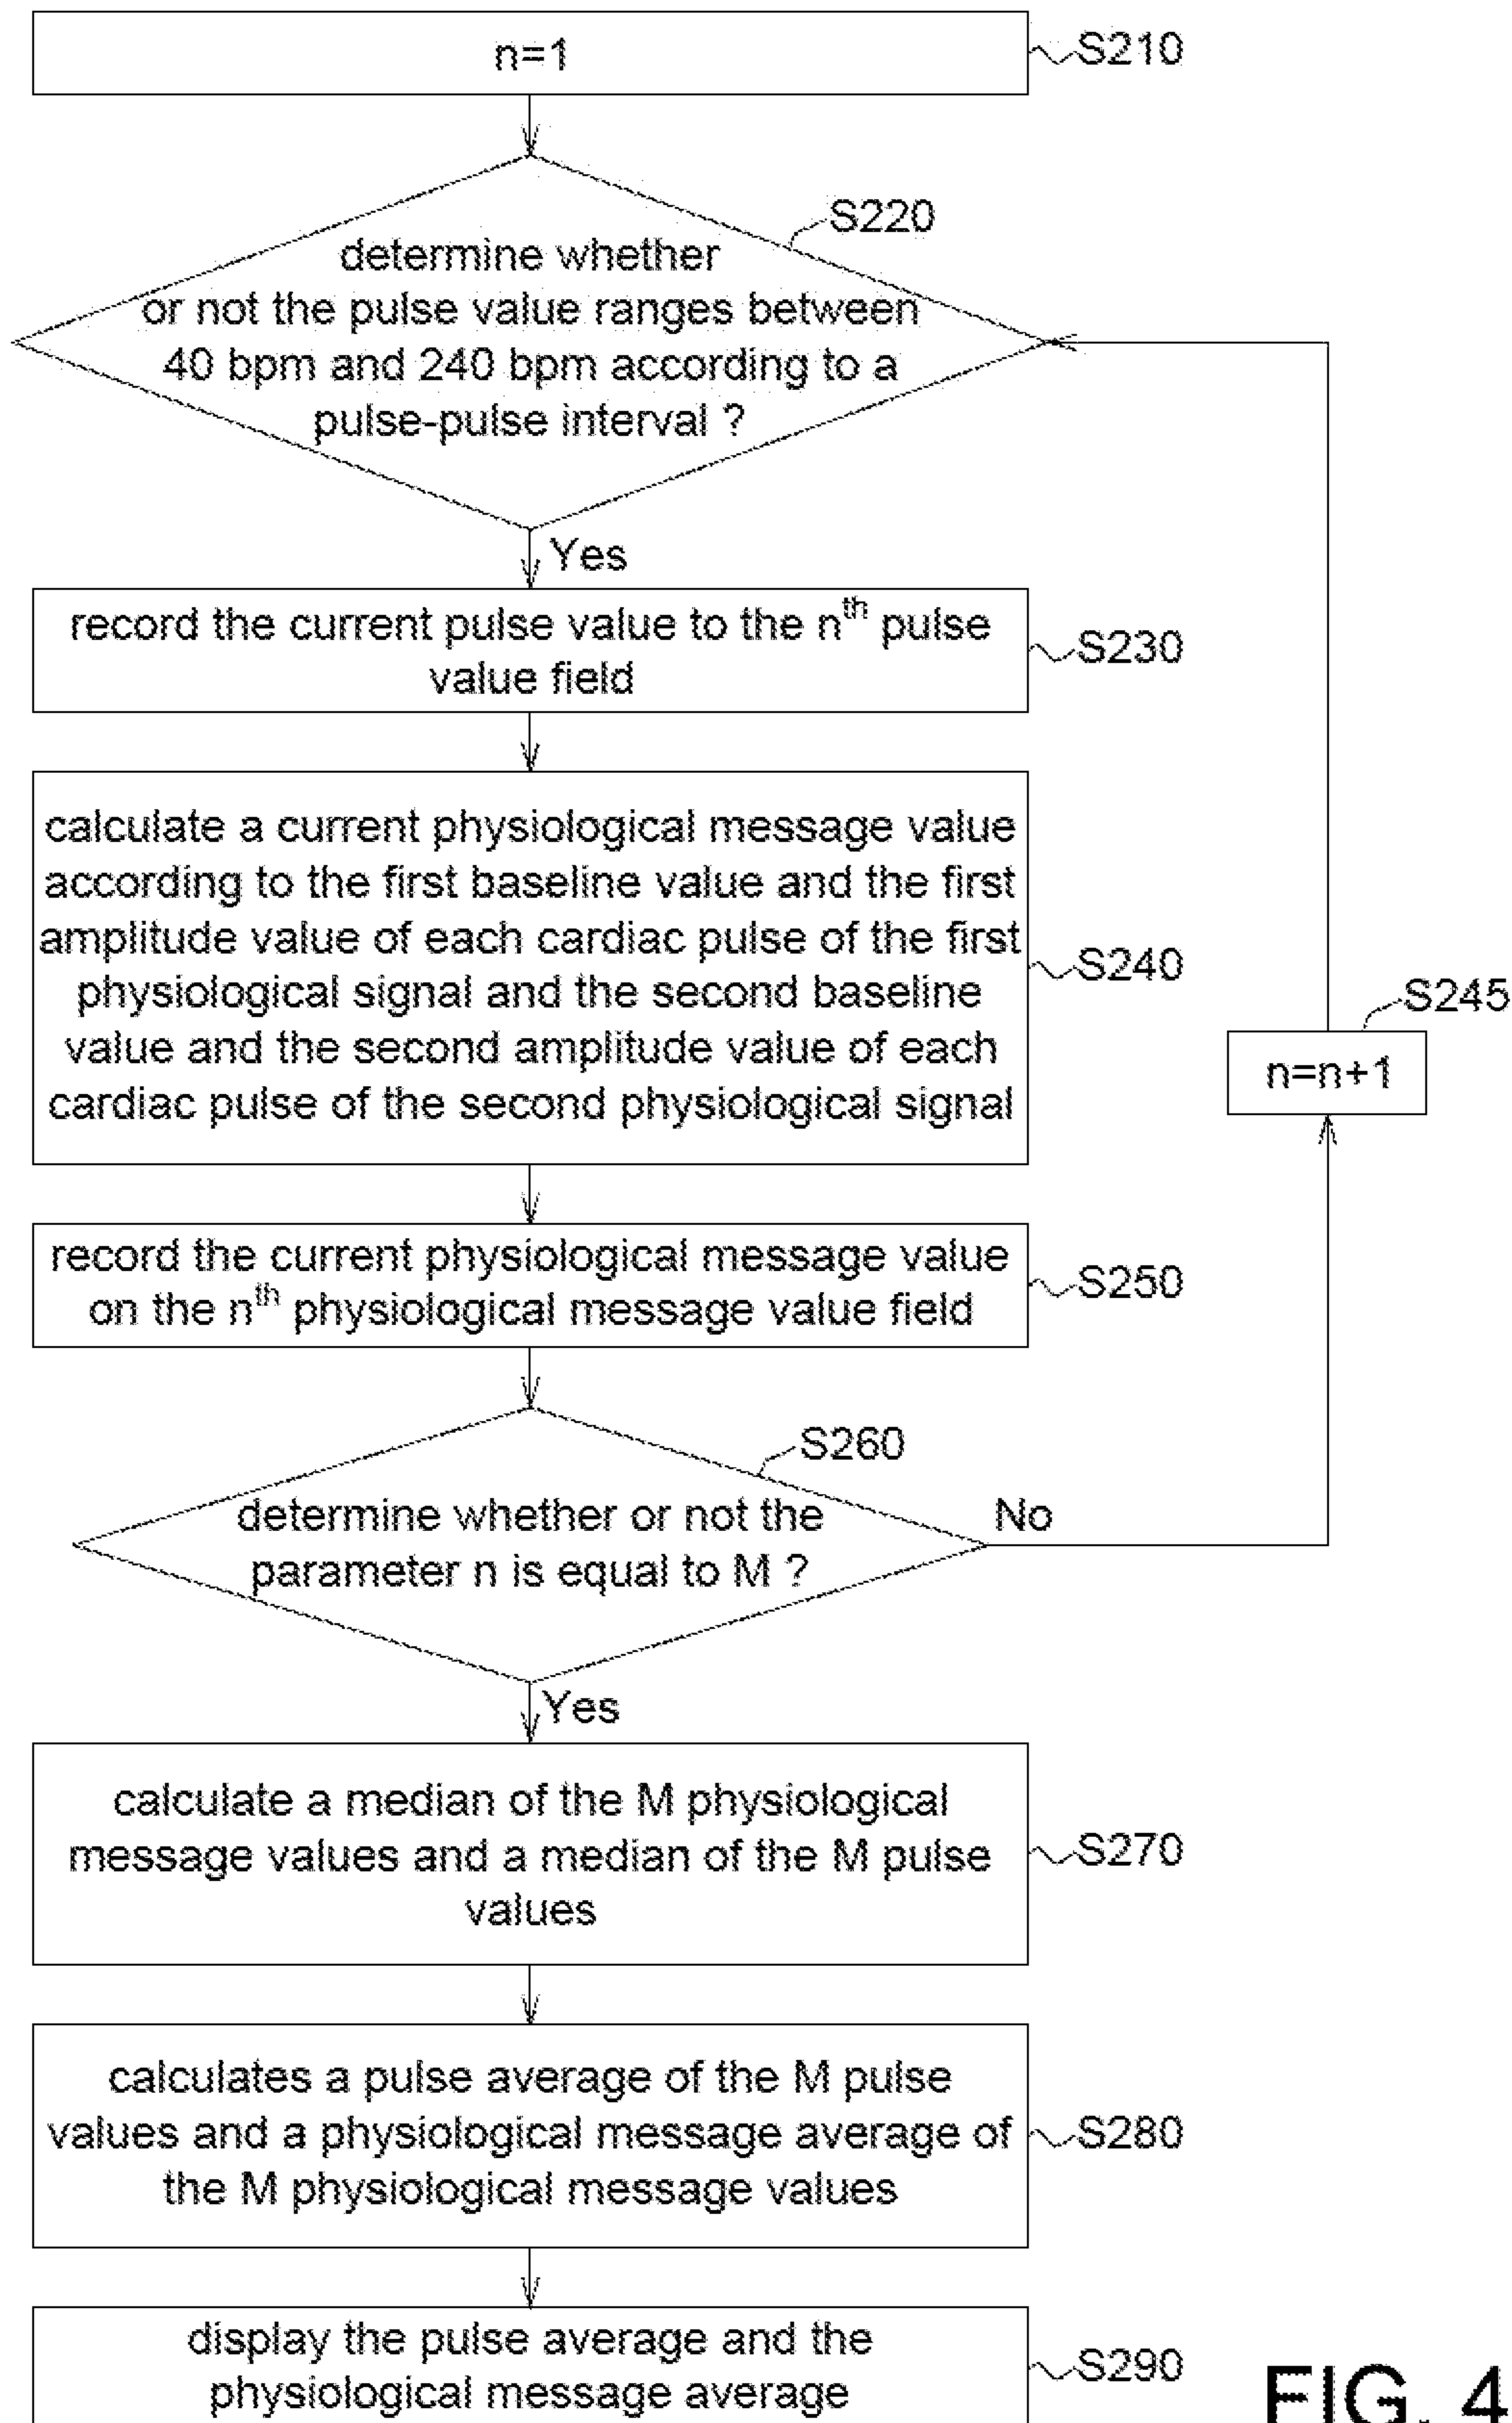 n=1
S210
S220
determine whether
or not the pulse value ranges between
40 bpm and 240 bpm according to a
pulse-pulse interval ?
Yes
record the current pulse value to the nth pulse
value field
S230
calculate a current physiological message value
according to the first baseline value and the first
amplitude value of each cardiac pulse of the first
physiological signal and the second baseline
value and the second amplitude value of each
cardiac pulse of the second physiological signal
S240
S245
n=n+1
record the current physiological message value
on the nth physiological message value field
S250
S260
determine whether or not the
parameter n is equal to M ?
No
Yes
calculate a median of the M physiological
message values and a median of the M pulse
values
S270
calculates a pulse average of the M pulse
values and a physiological message average of
the M physiological message values
S280
display the pulse average and the
physiological message average
S290
FIG. 4